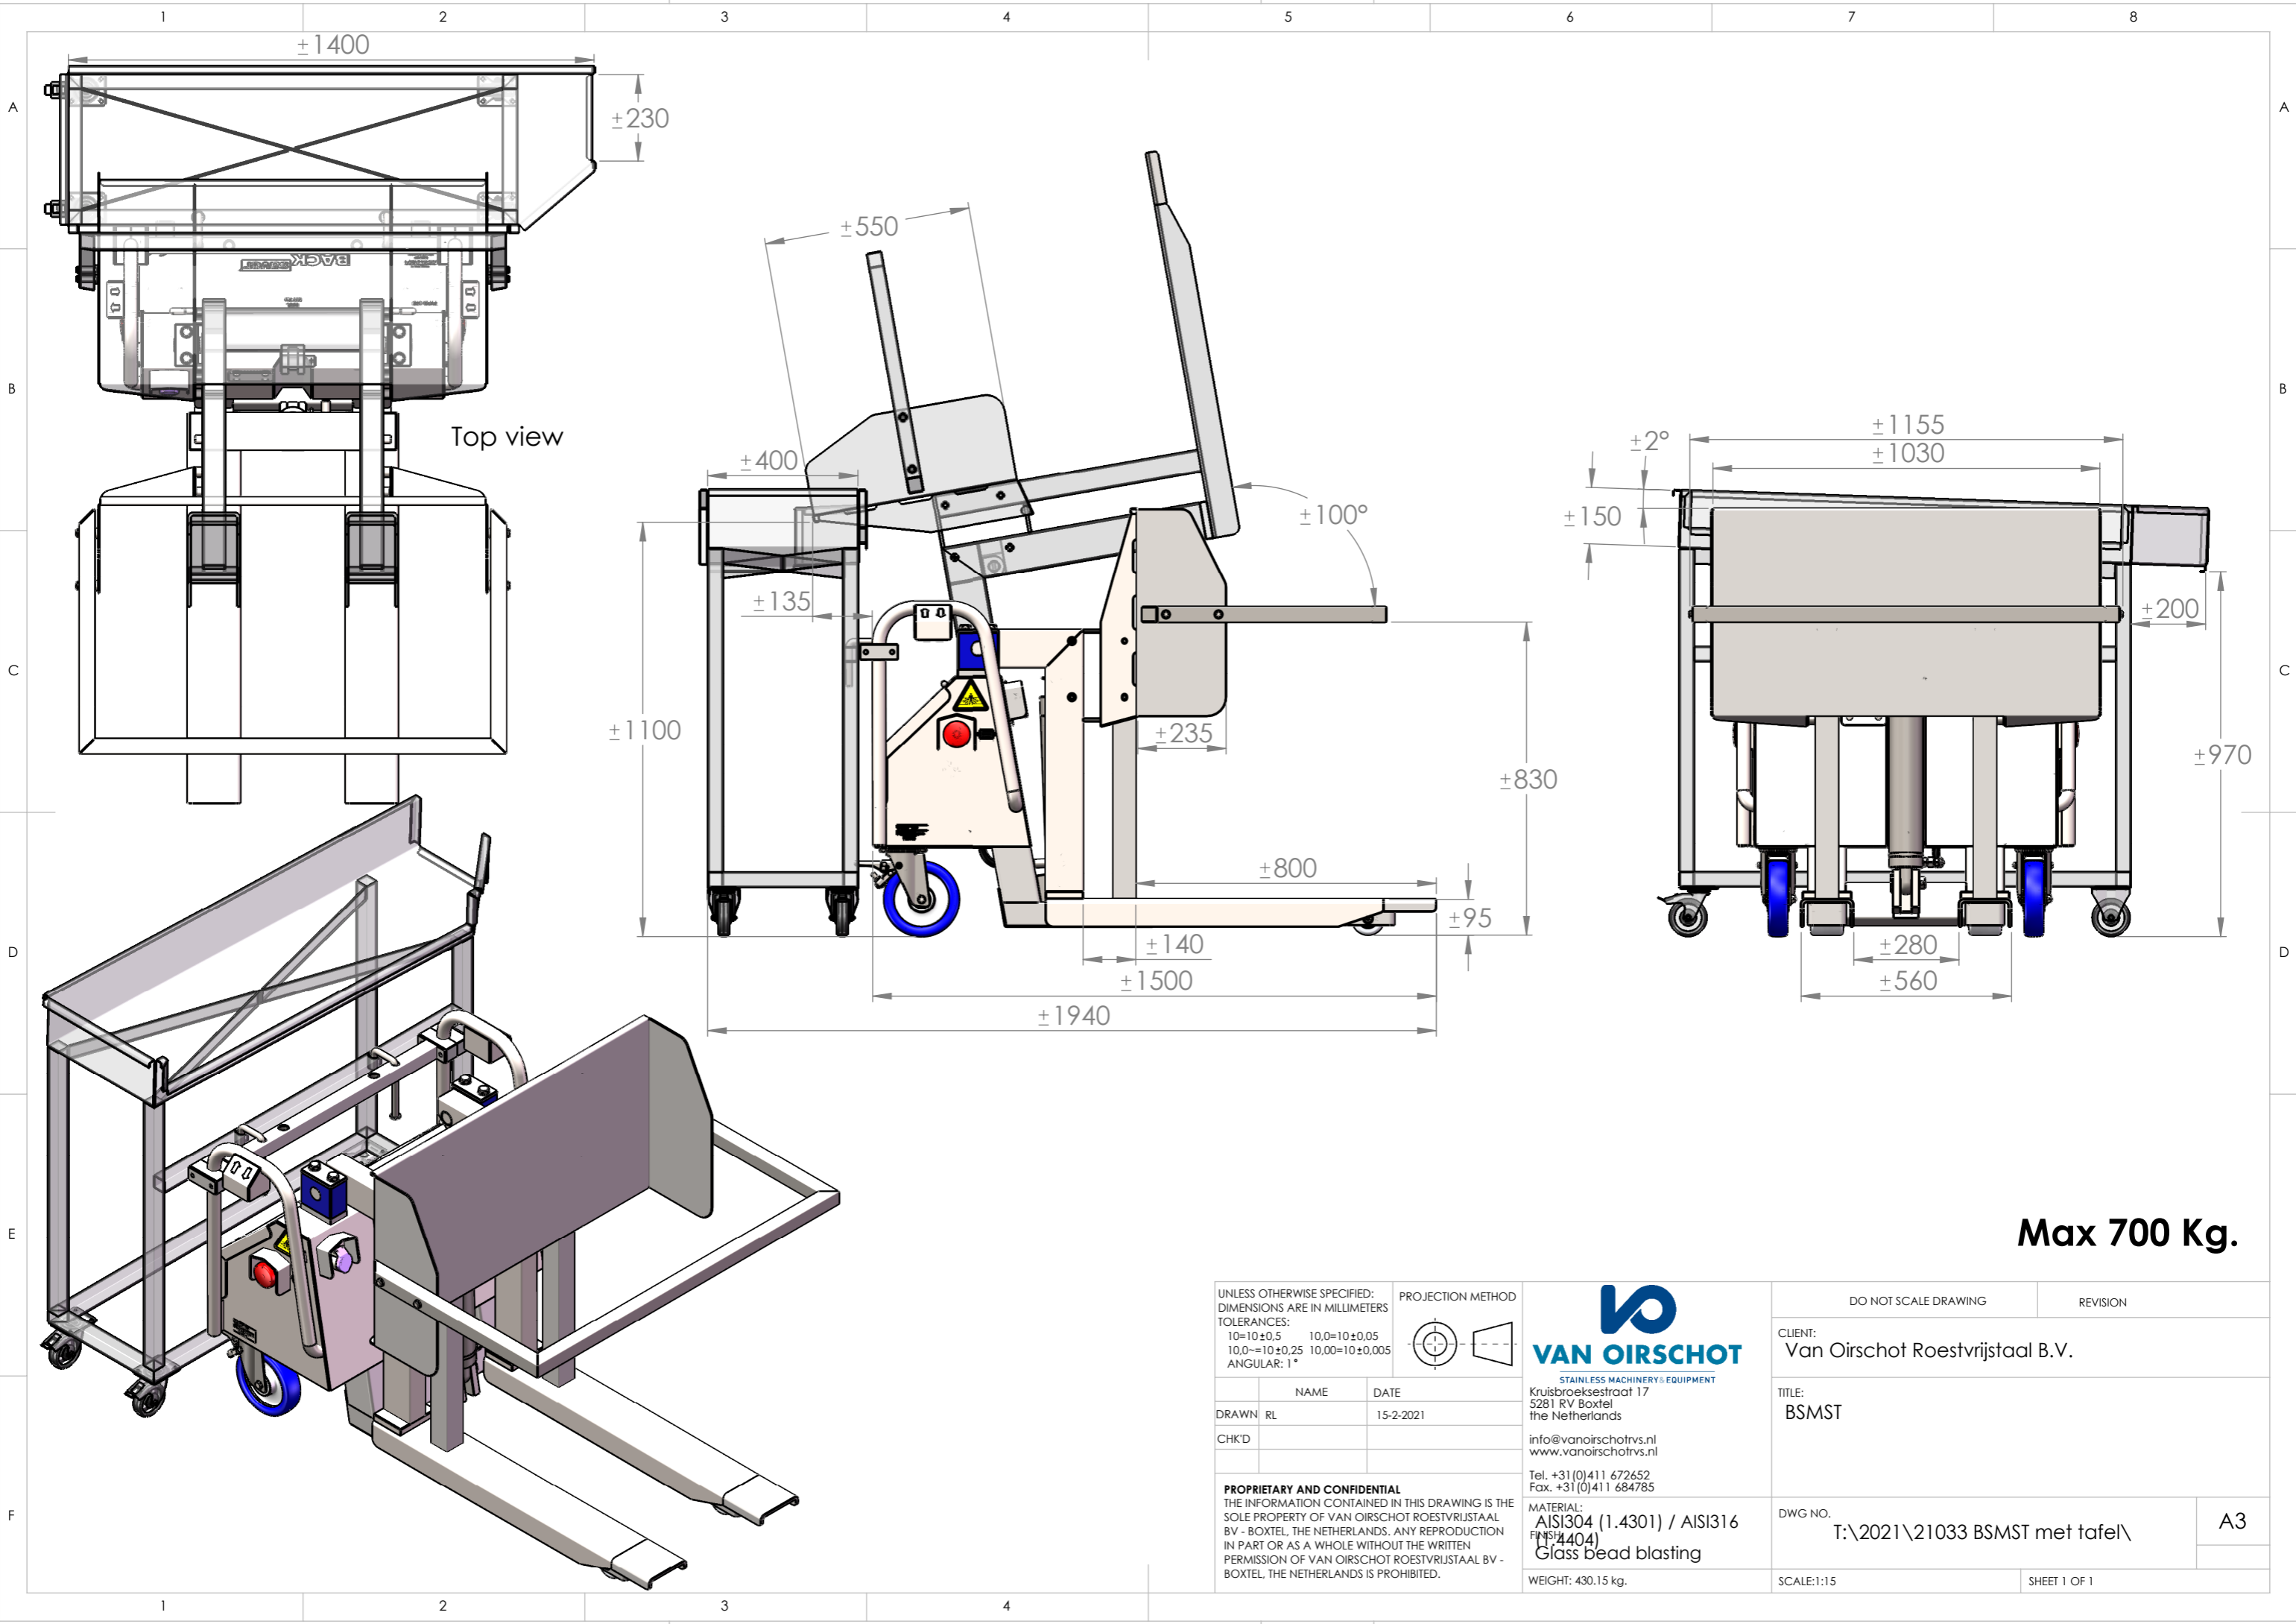 1 2 3 4 5 6 7 8
A A
B B
C C
D D
E
E
F
F
1 2 3 4
±1400
±230
BACK
Top view
±550
±400
±135
±1100
±100°
±235
±830
±800
±95
±140
±1500
±1940
±1155
±1030
±2°
±150
±200
±970
±280
±560
Max 700 Kg.
UNLESS OTHERWISE SPECIFIED:
DIMENSIONS ARE IN MILLIMETERS
TOLERANCES:
10=10±0,5 10,0=10±0,05
10,0~=10±0,25 10,00=10±0,005
ANGULAR: 1°
PROJECTION METHOD
NAME DATE
DRAWN RL 15-2-2021
CHK'D
PROPRIETARY AND CONFIDENTIAL
THE INFORMATION CONTAINED IN THIS DRAWING IS THE
SOLE PROPERTY OF VAN OIRSCHOT ROESTVRIJSTAAL
BV - BOXTEL, THE NETHERLANDS. ANY REPRODUCTION
IN PART OR AS A WHOLE WITHOUT THE WRITTEN
PERMISSION OF VAN OIRSCHOT ROESTVRIJSTAAL BV -
BOXTEL, THE NETHERLANDS IS PROHIBITED.
VO
VAN OIRSCHOT
STAINLESS MACHINERY & EQUIPMENT
Kruisbroeksestraat 17
5281 RV Boxtel
the Netherlands
info@vanoirschotrvs.nl
www.vanoirschotrvs.nl
Tel. +31(0)411 672652
Fax. +31(0)411 684785
MATERIAL:
AISI304 (1.4301) / AISI316
(1.4404)
FINISH:
Glass bead blasting
WEIGHT: 430.15 kg.
DO NOT SCALE DRAWING
REVISION
CLIENT:
Van Oirschot Roestvrijstaal B.V.
TITLE:
BSMST
DWG NO.
T:\2021\21033 BSMST met tafel\
A3
SCALE:1:15
SHEET 1 OF 1